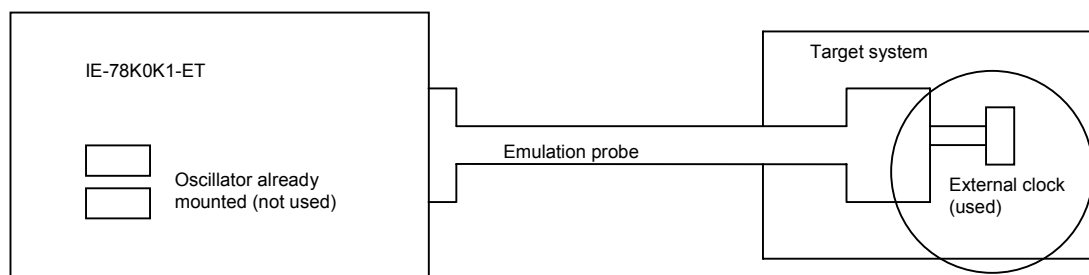 IE-78K0K1-ET
Oscillator already
mounted (not used)
Emulation probe
Target system
External clock
(used)